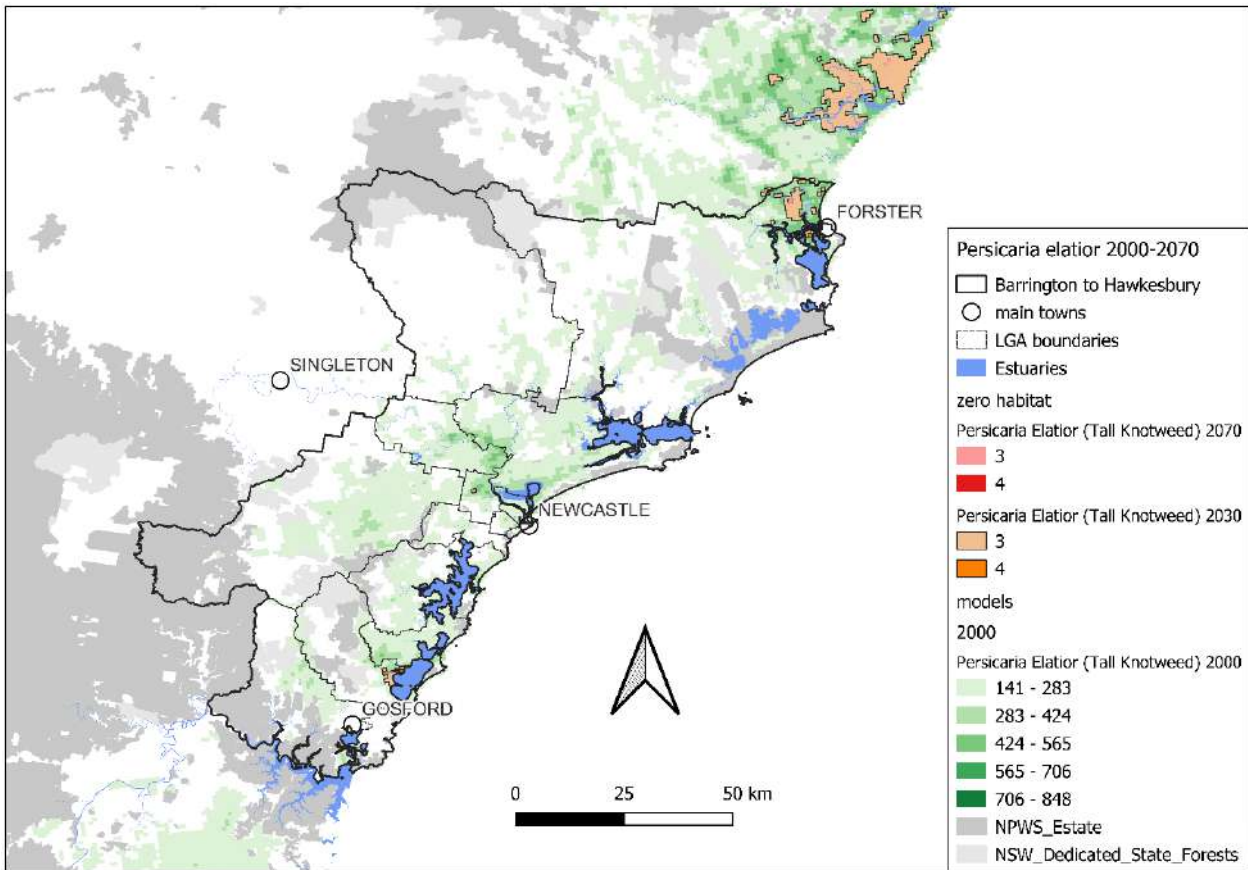 FORSTER
SINGLETON
NEWCASTLE
GOSFORD
0 25 50 km
Persicaria elatior 2000-2070
Barrington to Hawkesbury
main towns
LGA boundaries
Estuaries
zero habitat
Persicaria Elatior (Tall Knotweed) 2070
3
4
Persicaria Elatior (Tall Knotweed) 2030
3
4
models
2000
Persicaria Elatior (Tall Knotweed) 2000
141 - 283
283 - 424
424 - 565
565 - 706
706 - 848
NPWS_Estate
NSW_Dedicated_State_Forests